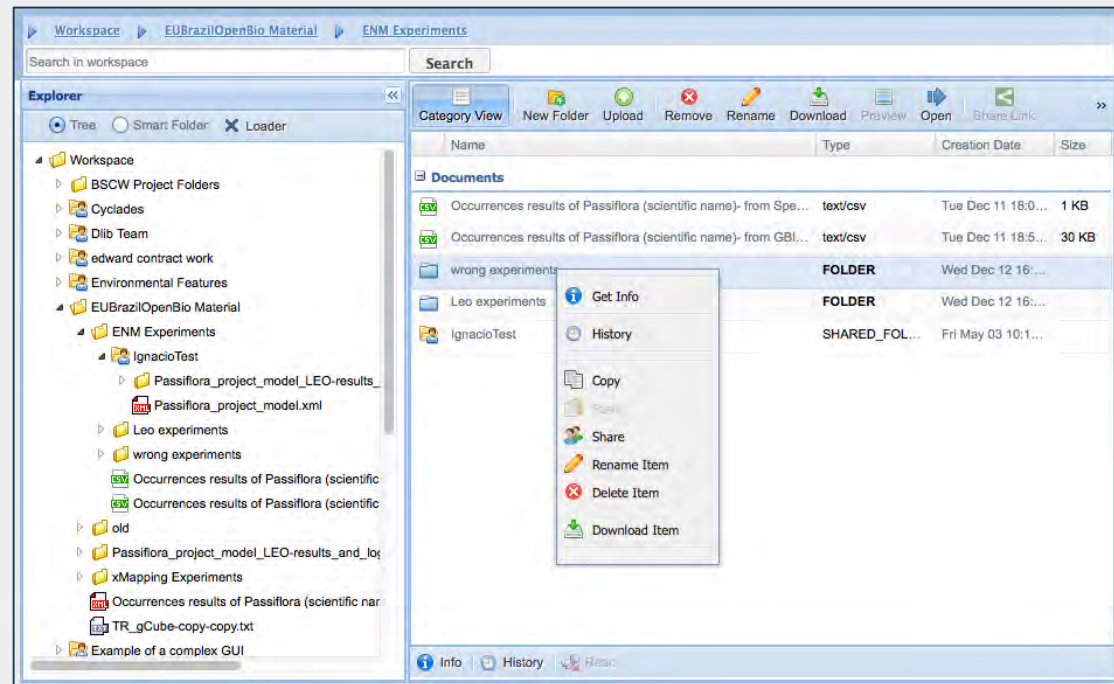 Workspace EUBrazilOpenBio Material ENM Experiments
Search in workspace Search
Explorer
Tree Smart Folder Loader
Workspace
BSCW Project Folders
Cyclades
Dlib Team
edward contract work
Environmental Features
EUBrazilOpenBio Material
ENM Experiments
IgnacioTest
Passiflora_project_model_LEO-results_
Passiflora_project_model.xml
Leo experiments
wrong experiments
Occurrences results of Passiflora (scientific
Occurrences results of Passiflora (scientific
old
Passiflora_project_model_LEO-results_and_log
xMapping Experiments
Occurrences results of Passiflora (scientific nar
TR_gCube-copy-copy.txt
Example of a complex GUI
Category View New Folder Upload Remove Rename Download Preview Open Share Link
Name Type Creation Date Size
Documents
CSV Occurrences results of Passiflora (scientific name)- from Spe... text/csv Tue Dec 11 18:0... 1 KB
CSV Occurrences results of Passiflora (scientific name)- from GBI... text/csv Tue Dec 11 18:5... 30 KB
wrong experiments FOLDER Wed Dec 12 16:...
Leo experiments FOLDER Wed Dec 12 16:...
IgnacioTest SHARED_FOL... Fri May 03 10:1...
Get Info
History
Copy
Share
Rename Item
Delete Item
Download Item
Info History Read